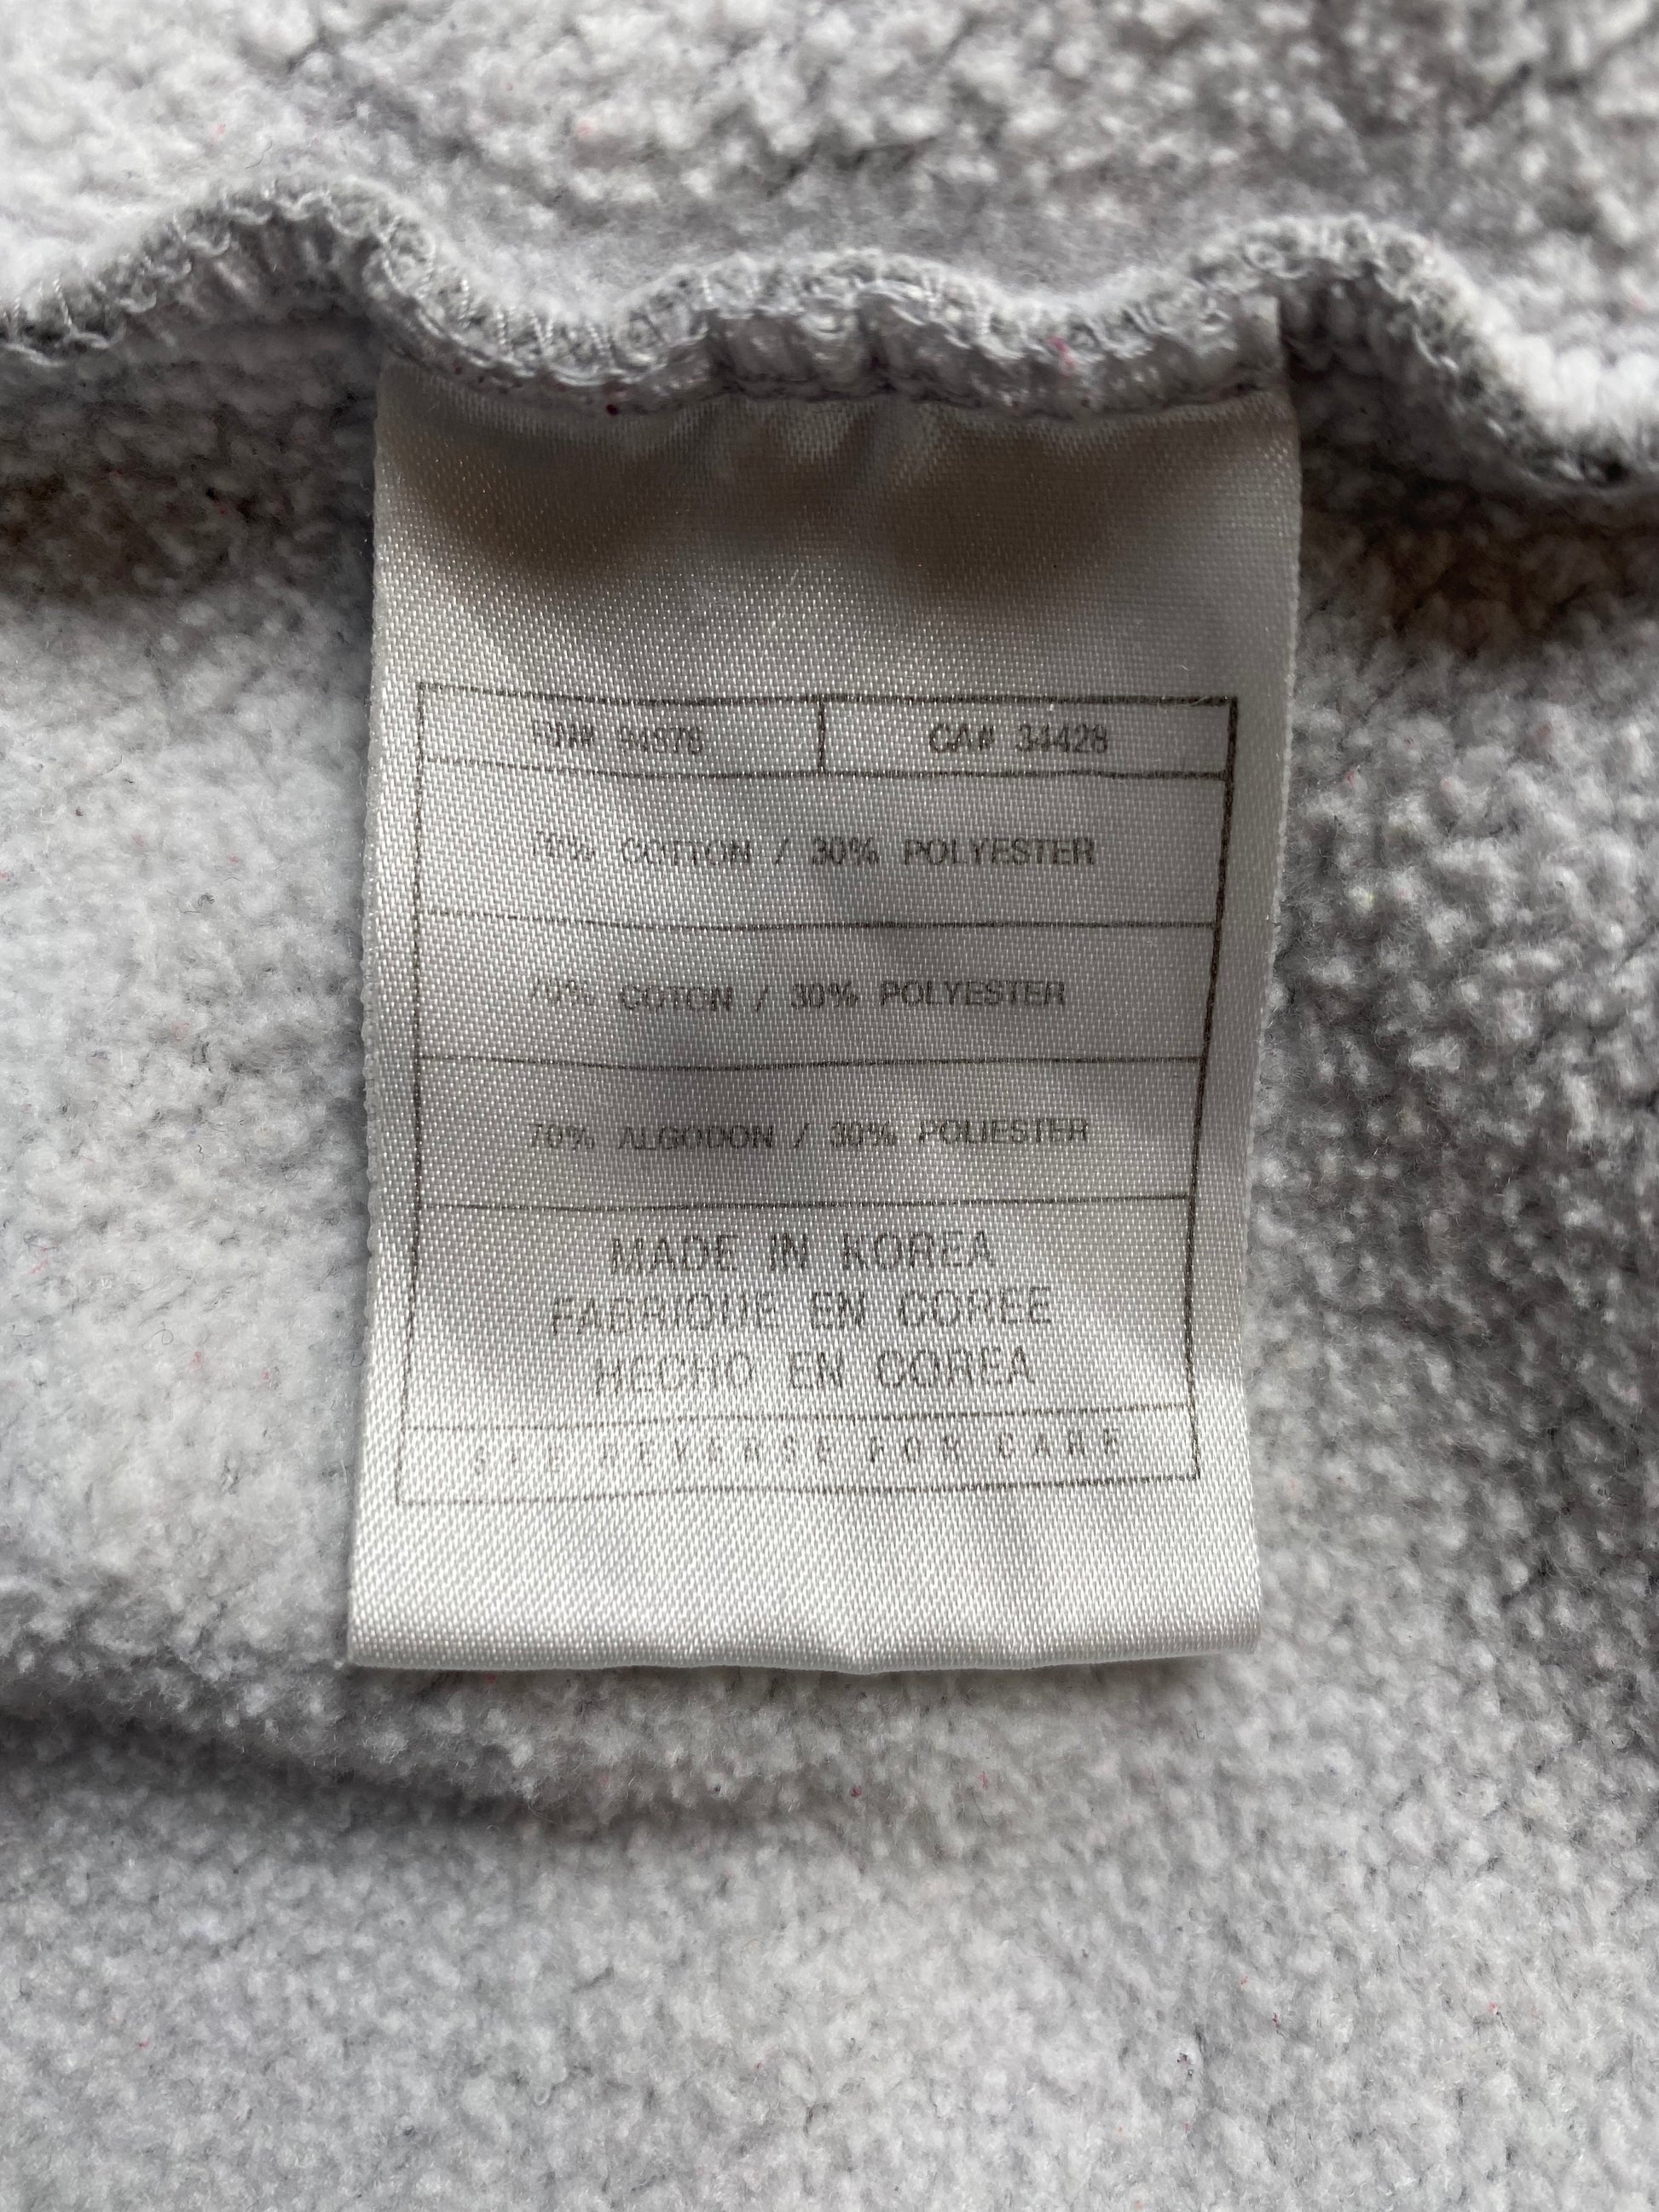 RN# 94978
CA# 34428
70% COTTON / 30% POLYESTER
70% COTON / 30% POLYESTER
70% ALGODON / 30% POLIESTER
MADE IN KOREA
FABRIQUE EN COREE
HECHO EN COREA
SEE REVERSE FOR CARE